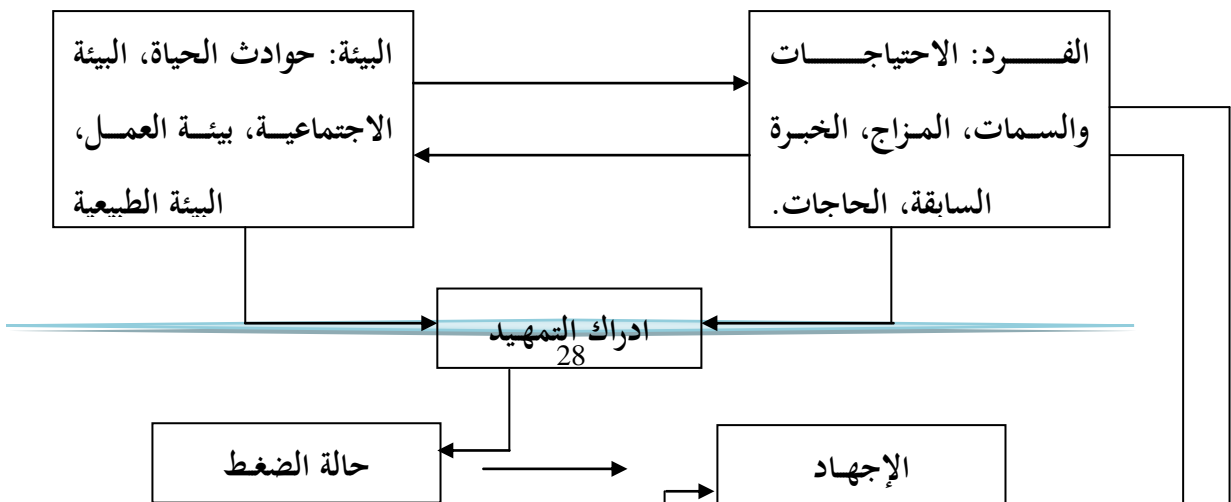 الفرد: الاحتياجات
والسمات، المزاج، الخبرة
السابقة، الحاجات.
البيئة: حوادث الحياة، البيئة
الاجتماعية، بيئة العمل،
البيئة الطبيعية
ادراك التمهيد
28
الإجهاد
حالة الضغط